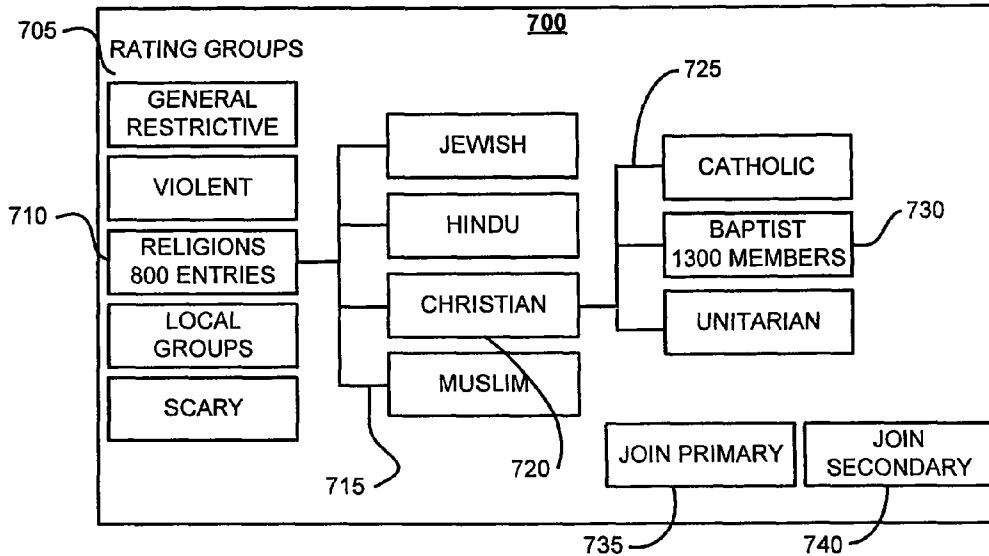 700
705
RATING GROUPS
725
GENERAL
RESTRICTIVE
JEWISH
CATHOLIC
VIOLENT
710
HINDU
730
BAPTIST
1300 MEMBERS
RELIGIONS
800 ENTRIES
CHRISTIAN
UNITARIAN
LOCAL
GROUPS
MUSLIM
SCARY
JOIN PRIMARY
JOIN
SECONDARY
715
720
735
740